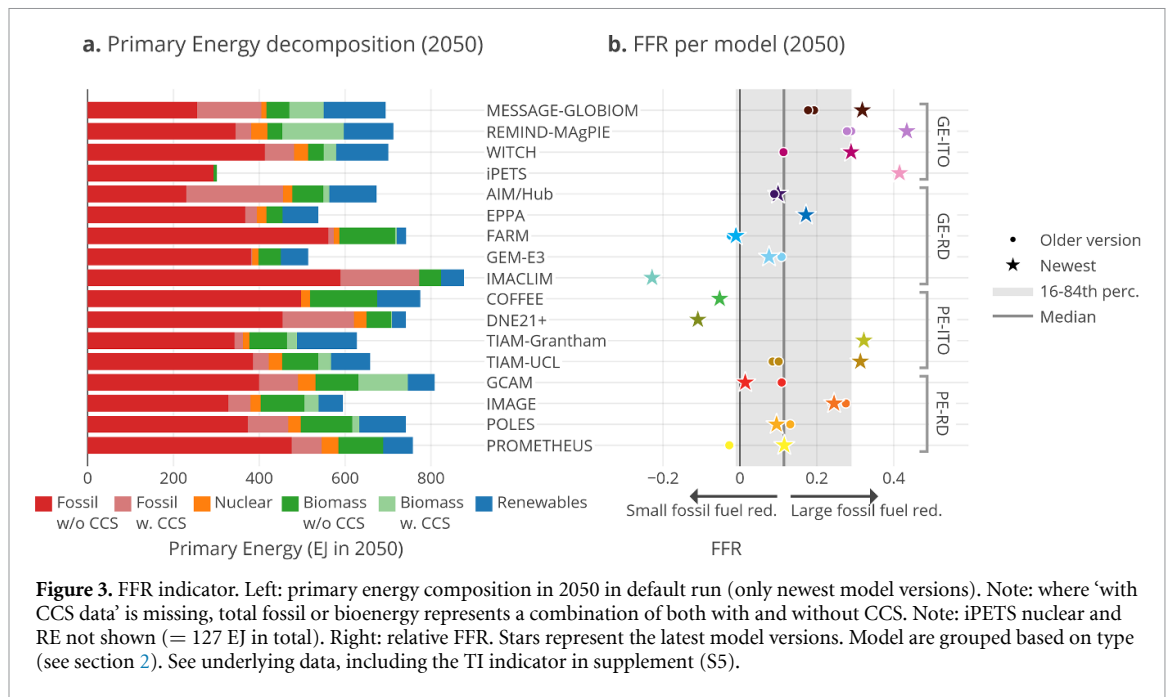 a. Primary Energy decomposition (2050)
b. FFR per model (2050)
MESSAGE-GLOBIOM
REMIND-MAgPIE
WITCH
iPETS
AIM/Hub
EPPA
FARM
GEM-E3
IMACLIM
COFFEE
DNE21+
TIAM-Grantham
TIAM-UCL
GCAM
IMAGE
POLES
PROMETHEUS
GE-ITO
GE-RD
PE-ITO
PE-RD
Older version
Newest
16-84th perc.
Median
0 200 400 600 800
−0.2 0 0.2 0.4
Small fossil fuel red. Large fossil fuel red.
Fossil w/o CCS
Fossil w. CCS
Nuclear
Biomass w/o CCS
Biomass w. CCS
Renewables
Primary Energy (EJ in 2050)
FFR
Figure 3. FFR indicator. Left: primary energy composition in 2050 in default run (only newest model versions). Note: where ‘with
CCS data’ is missing, total fossil or bioenergy represents a combination of both with and without CCS. Note: iPETS nuclear and
RE not shown (= 127 EJ in total). Right: relative FFR. Stars represent the latest model versions. Model are grouped based on type
(see section 2). See underlying data, including the TI indicator in supplement (S5).